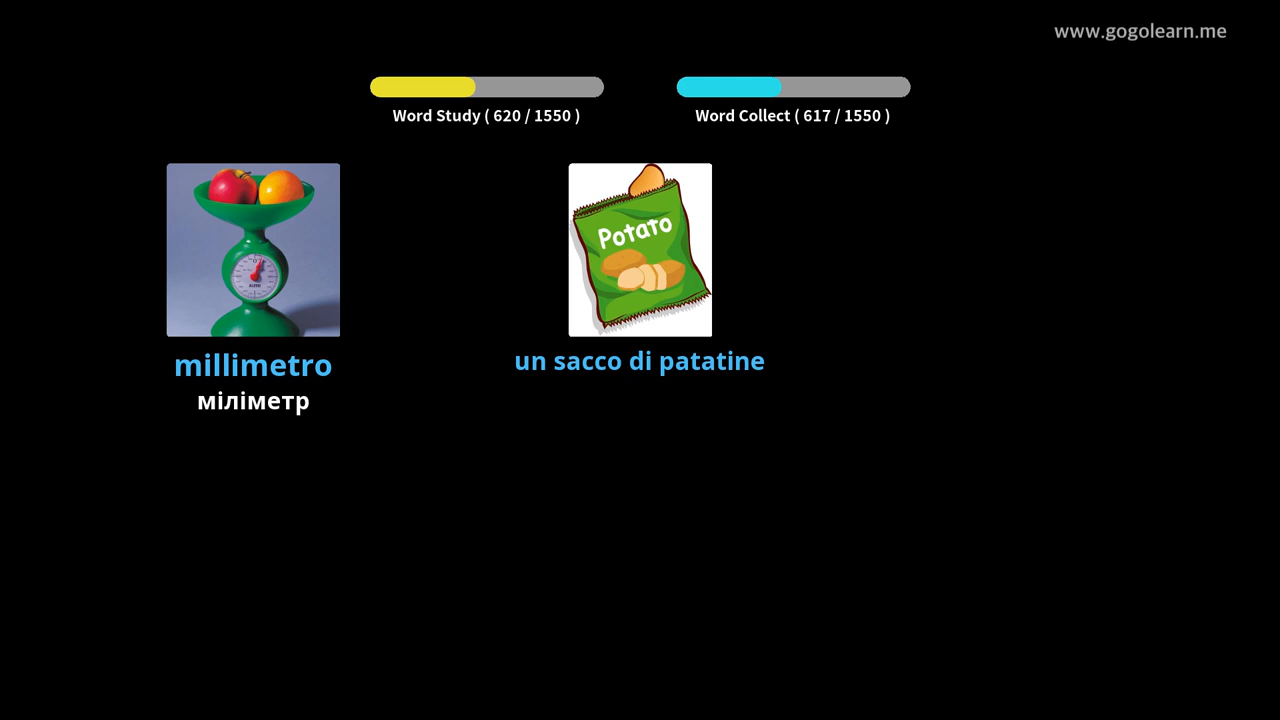 www.gogolearn.me
Word Study ( 620 / 1550 )
Word Collect ( 617 / 1550 )
Potato
millimetro
міліметр
un sacco di patatine